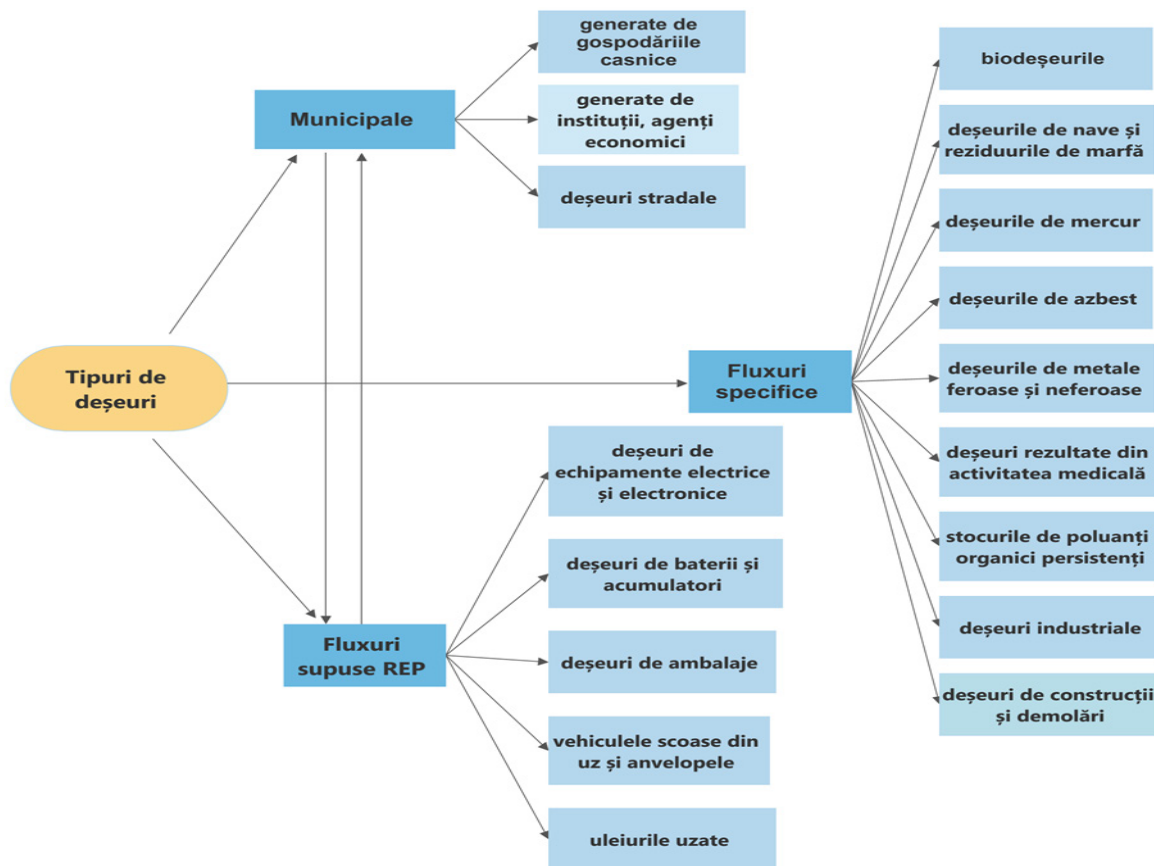 generate de
gospodăriile
casnice
Municipale
generate de
instituții, agenți
economici
deșeuri stradale
Tipuri de
deșeuri
Fluxuri
specifice
biodeșeurile
deșeurile de nave și
reziduurile de marfă
deșeurile de mercur
deșeurile de azbest
deșeurile de metale
feroase și neferoase
deșeuri rezultate din
activitatea medicală
stocurile de poluanți
organici persistenți
deșeuri industriale
deșeuri de construcții
și demolări
Fluxuri
supuse REP
deșeuri de
echipamente electrice
și electronice
deșeuri de baterii și
acumulatori
deșeuri de ambalaje
vehiculele scoase din
uz și anvelopele
uleiurile uzate